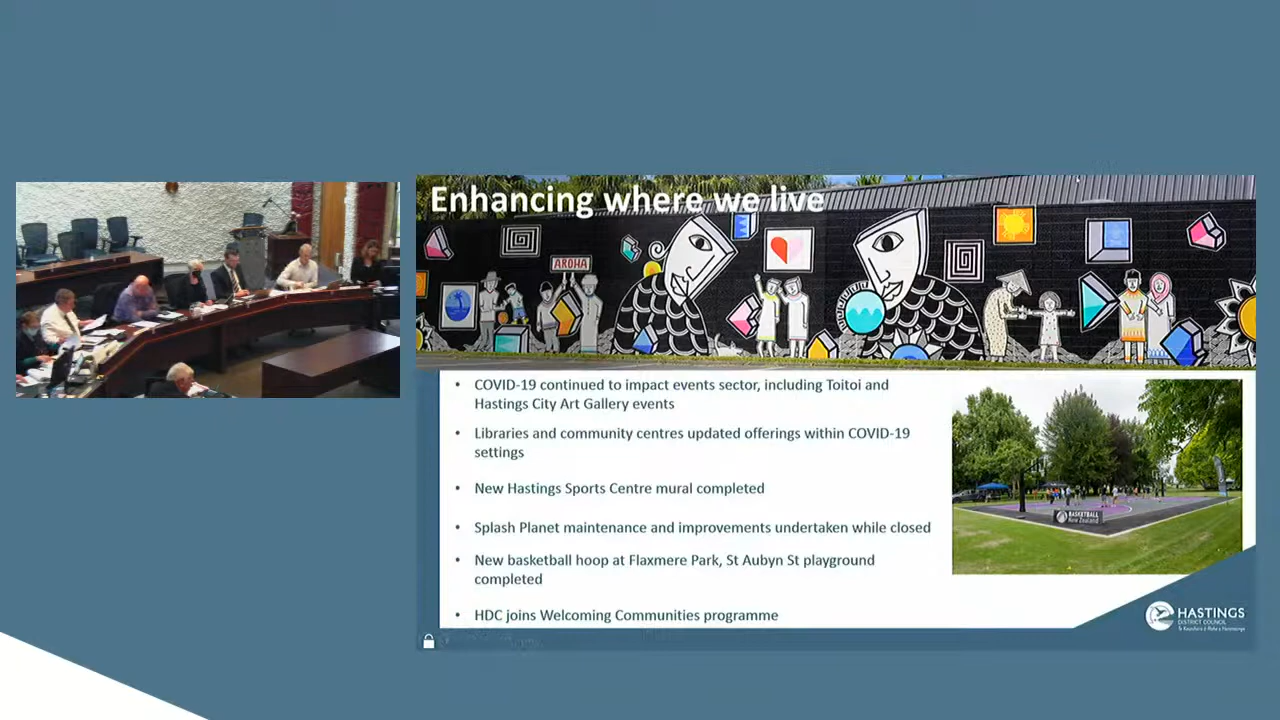 Enhancing where we live
AROHA
• COVID-19 continued to impact events sector, including Toitoi and
Hastings City Art Gallery events
• Libraries and community centres updated offerings within COVID-19
settings
• New Hastings Sports Centre mural completed
• Splash Planet maintenance and improvements undertaken while closed
• New basketball hoop at Flaxmere Park, St Aubyn St playground
completed
• HDC joins Welcoming Communities programme
BASKETBALL
New Zealand
HASTINGS
DISTRICT COUNCIL